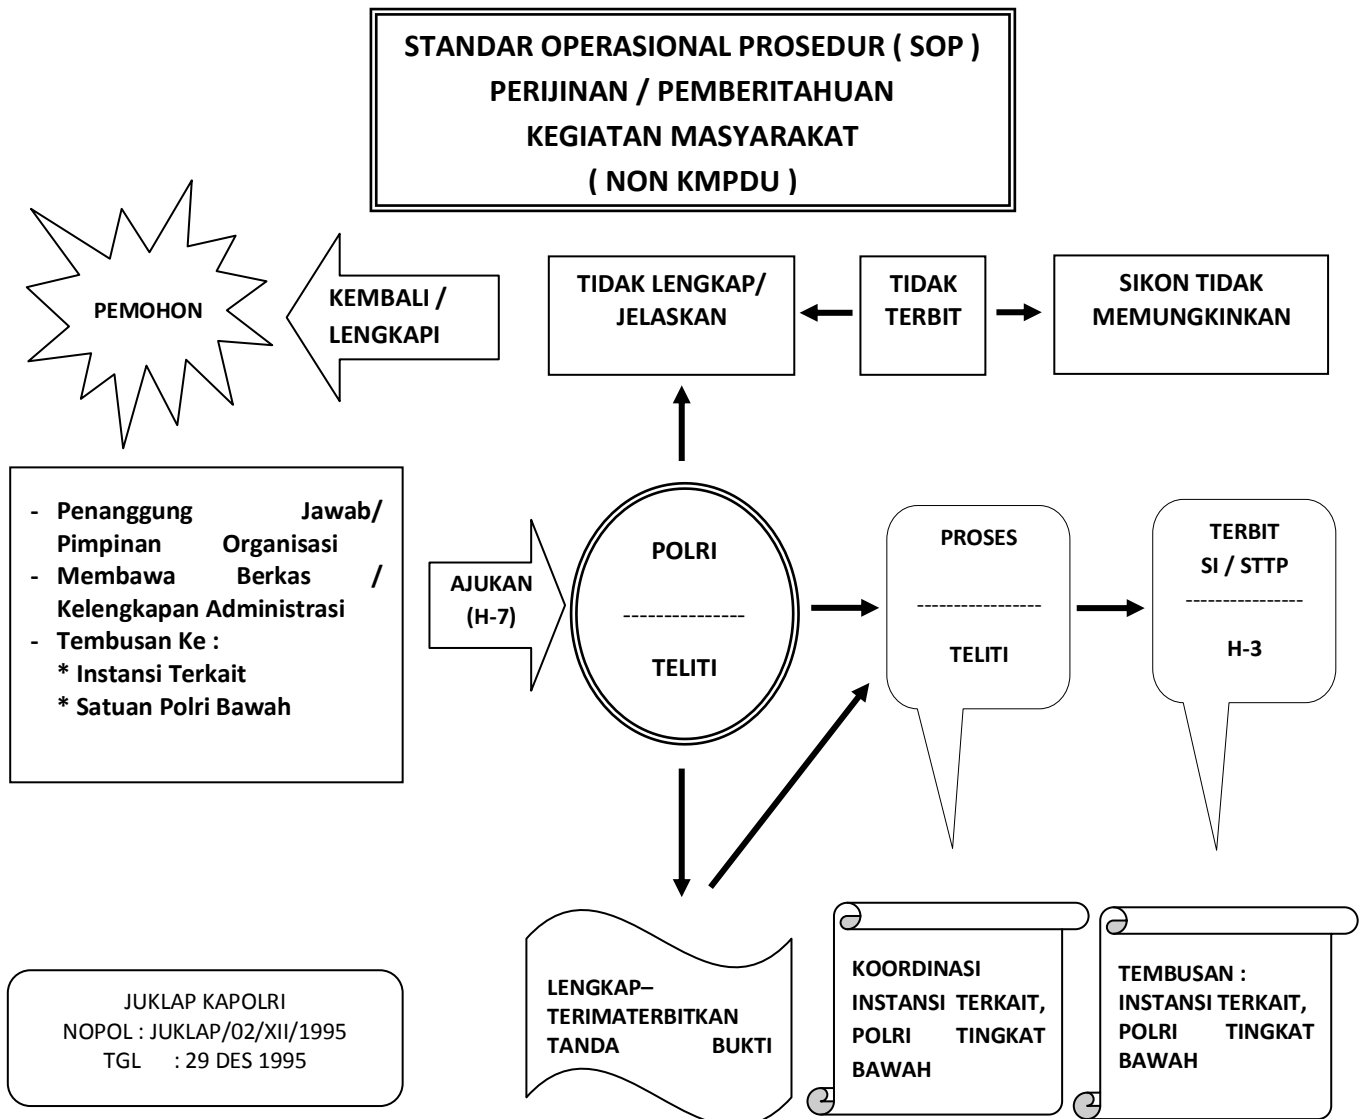 STANDAR OPERASIONAL PROSEDUR ( SOP )
PERIJINAN / PEMBERITAHUAN
KEGIATAN MASYARAKAT
( NON KMPDU )
PEMOHON
KEMBALI /
LENGKAPI
TIDAK LENGKAP/
JELASKAN
TIDAK
TERBIT
SIKON TIDAK
MEMUNGKINKAN
- Penanggung Jawab/
Pimpinan Organisasi
- Membawa Berkas /
Kelengkapan Administrasi
- Tembusan Ke :
* Instansi Terkait
* Satuan Polri Bawah
AJUKAN
(H-7)
POLRI
----------------
TELITI
PROSES
----------------
TELITI
TERBIT
SI / STTP
---------------
H-3
LENGKAP–
TERIMATERBITKAN
TANDA BUKTI
KOORDINASI
INSTANSI TERKAIT,
POLRI TINGKAT
BAWAH
TEMBUSAN :
INSTANSI TERKAIT,
POLRI TINGKAT
BAWAH
JUKLAP KAPOLRI
NOPOL : JUKLAP/02/XII/1995
TGL : 29 DES 1995